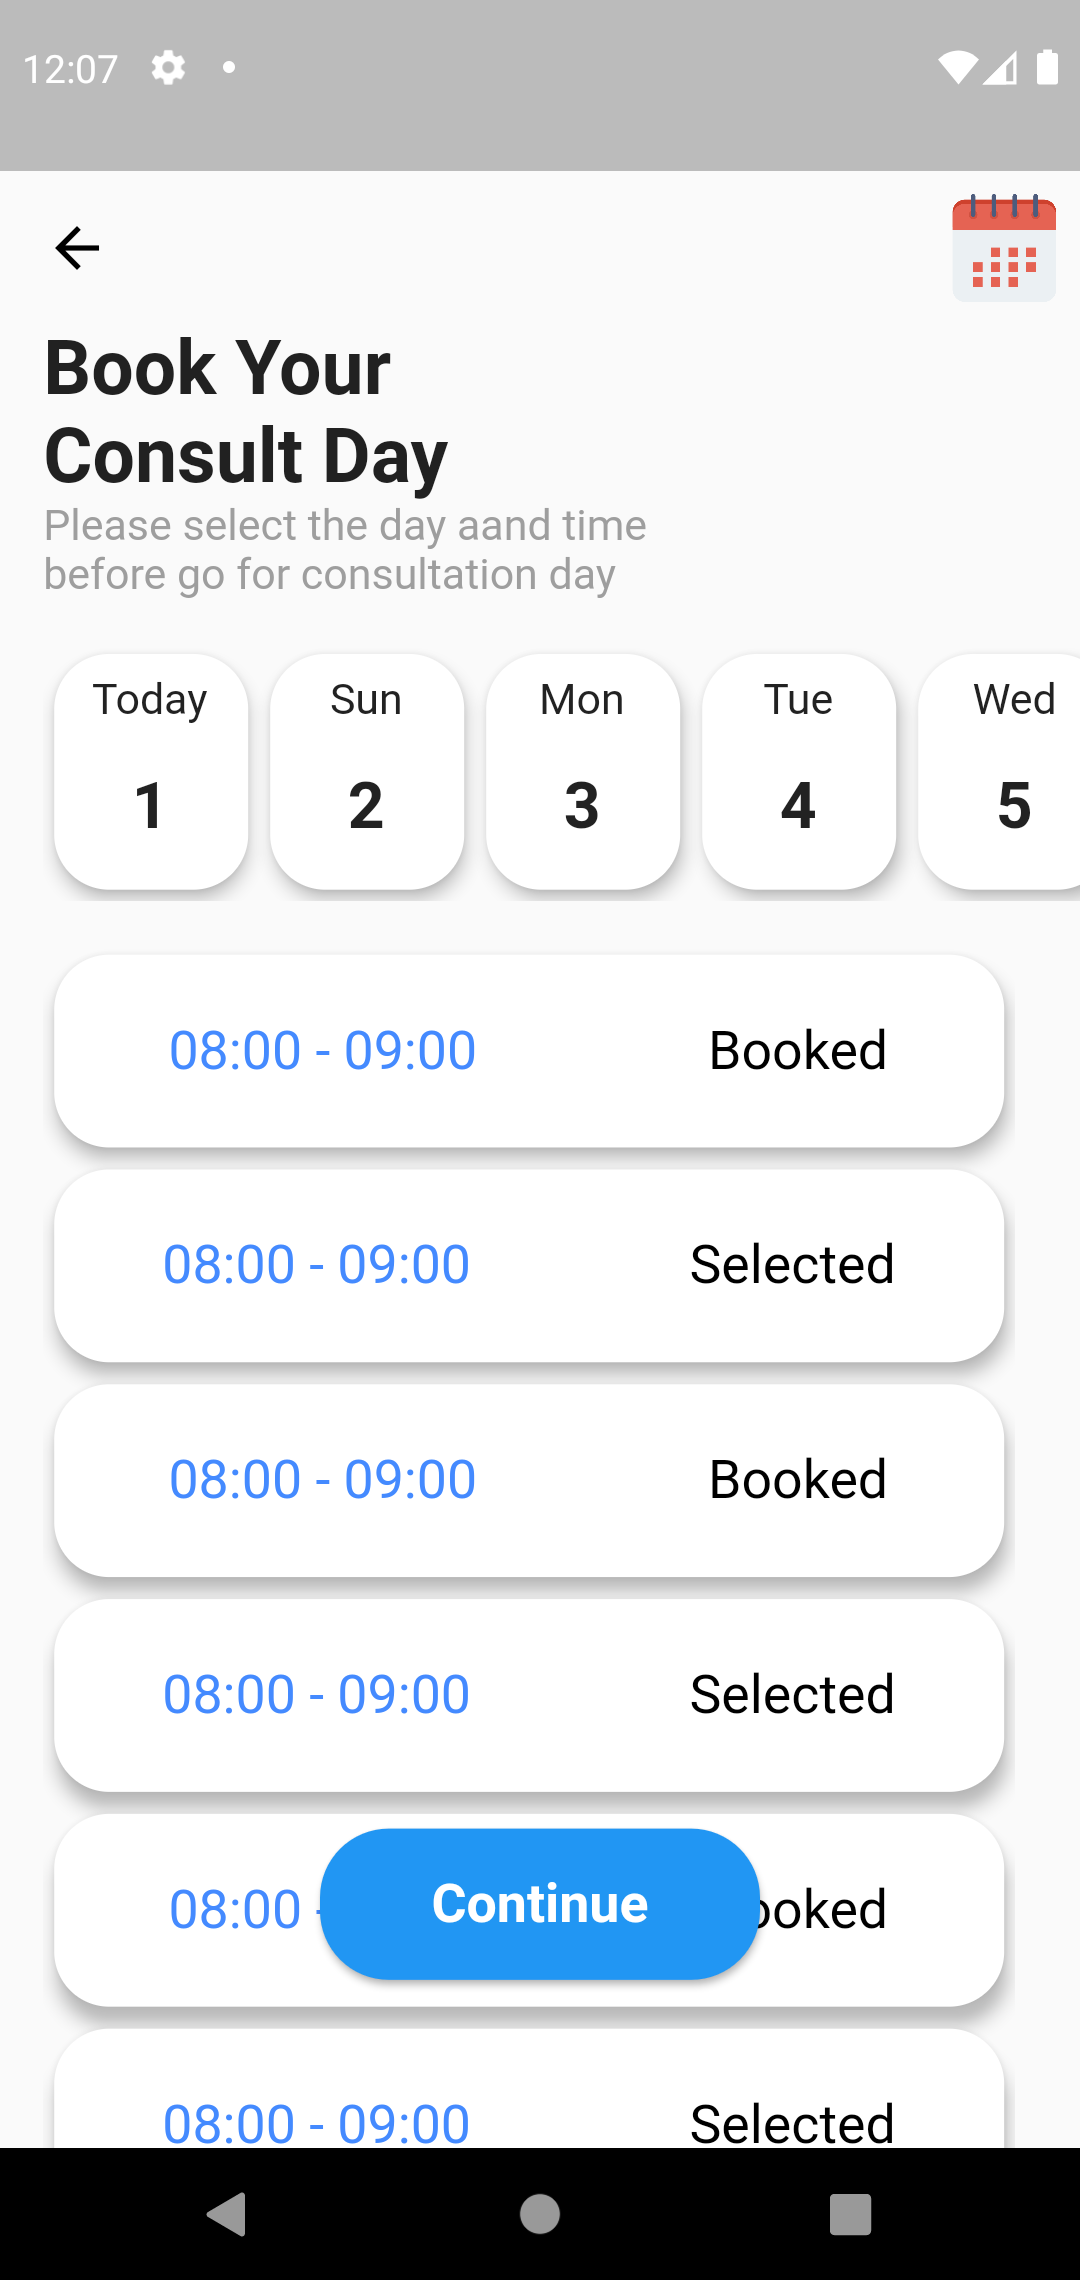 12:07
Book Your
Consult Day
Please select the day aand time
before go for consultation day
Today Sun Mon Tue Wed
1 2 3 4 5
08:00 - 09:00 Booked
08:00 - 09:00 Selected
08:00 - 09:00 Booked
08:00 - 09:00 Selected
08:00 - Continue ooked
08:00 - 09:00 Selected